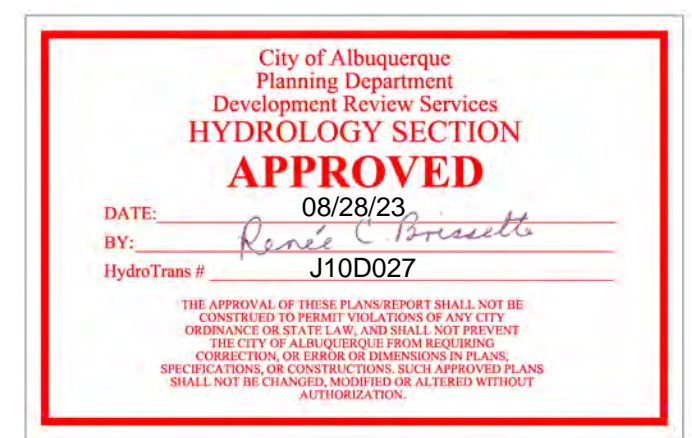 City of Albuquerque
Planning Department
Development Review Services
HYDROLOGY SECTION
APPROVED
DATE: 08/28/23
BY: Renée C. Brissette
HydroTrans # J10D027
THE APPROVAL OF THESE PLANS/REPORT SHALL NOT BE
CONSTRUED TO PERMIT VIOLATIONS OF ANY CITY
ORDINANCE OR STATE LAW, AND SHALL NOT PREVENT
THE CITY OF ALBUQUERQUE FROM REQUIRING
CORRECTION, OR ERROR OR DIMENSIONS IN PLANS,
SPECIFICATIONS, OR CONSTRUCTIONS. SUCH APPROVED PLANS
SHALL NOT BE CHANGED, MODIFIED OR ALTERED WITHOUT
AUTHORIZATION.